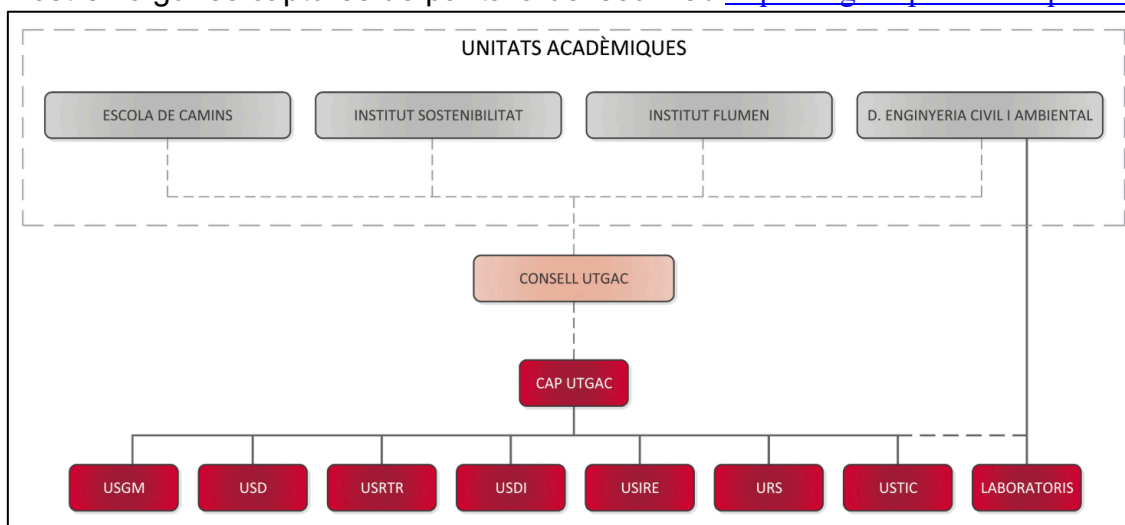 UNITATS ACADÈMIQUES
ESCOLA DE CAMINS
INSTITUT SOSTENIBILITAT
INSTITUT FLUMEN
D. ENGINYERIA CIVIL I AMBIENTAL
CONSELL UTGAC
CAP UTGAC
USGM
USD
USRTR
USDI
USIRE
URS
USTIC
LABORATORIS